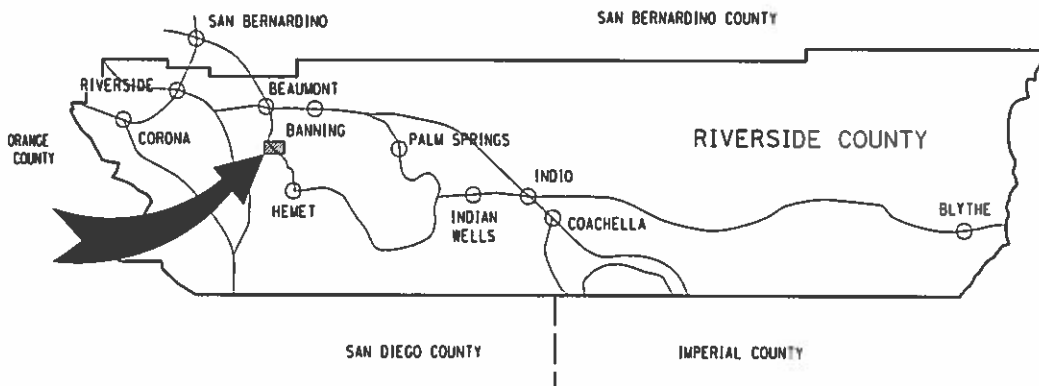 SAN BERNARDINO
SAN BERNARDINO COUNTY
RIVERSIDE
BEAUMONT
ORANGE
COUNTY
CORONA
BANNING
PALM SPRINGS
RIVERSIDE COUNTY
HEMET
INDIAN
WELLS
INDIO
COACHELLA
BLYTHE
SAN DIEGO COUNTY
IMPERIAL COUNTY